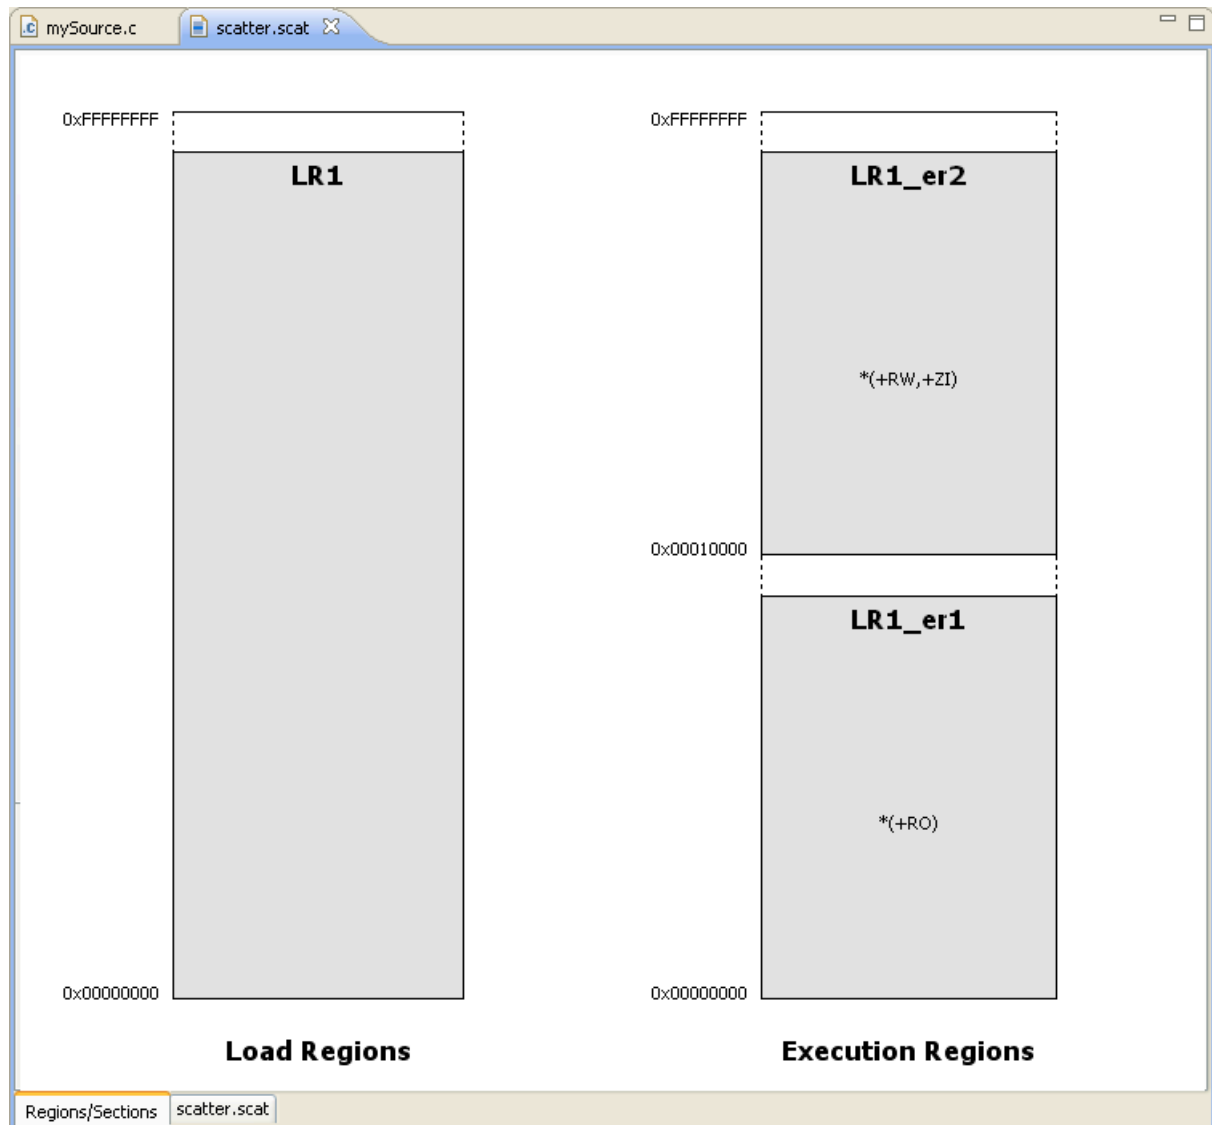 mySource.c
scatter.scat
0xFFFFFFFF
LR1
0x00000000
Load Regions
0xFFFFFFFF
LR1_er2
*(+RW,+ZI)
0x00010000
LR1_er1
*(+RO)
0x00000000
Execution Regions
Regions/Sections
scatter.scat